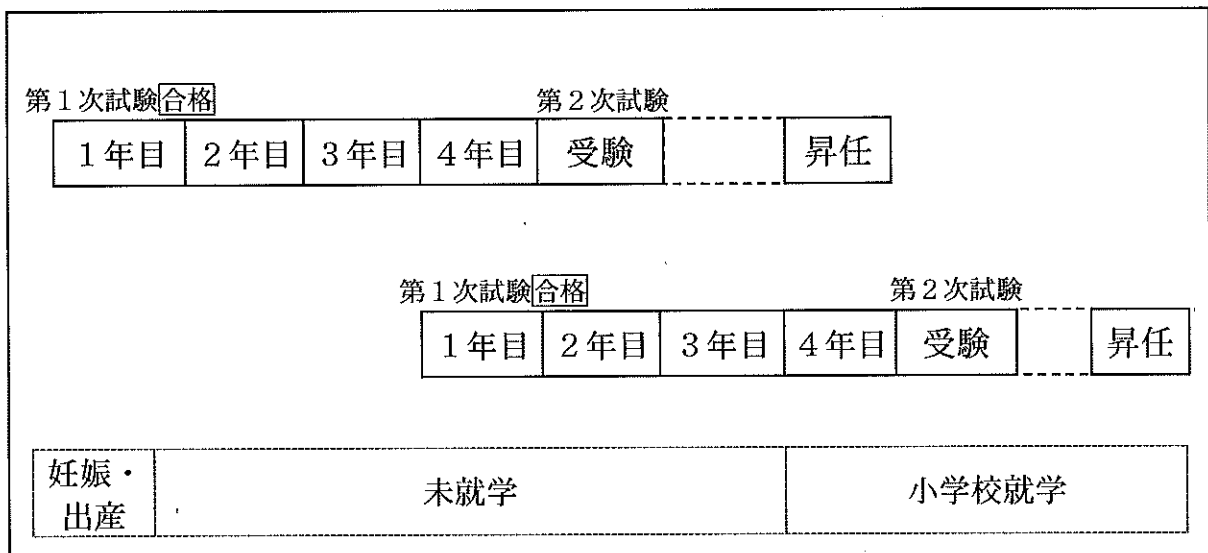 第1次試験合格 第2次試験
1年目 2年目 3年目 4年目 受験 昇任
第1次試験合格 第2次試験
1年目 2年目 3年目 4年目 受験 昇任
妊娠・
出産 未就学 小学校就学